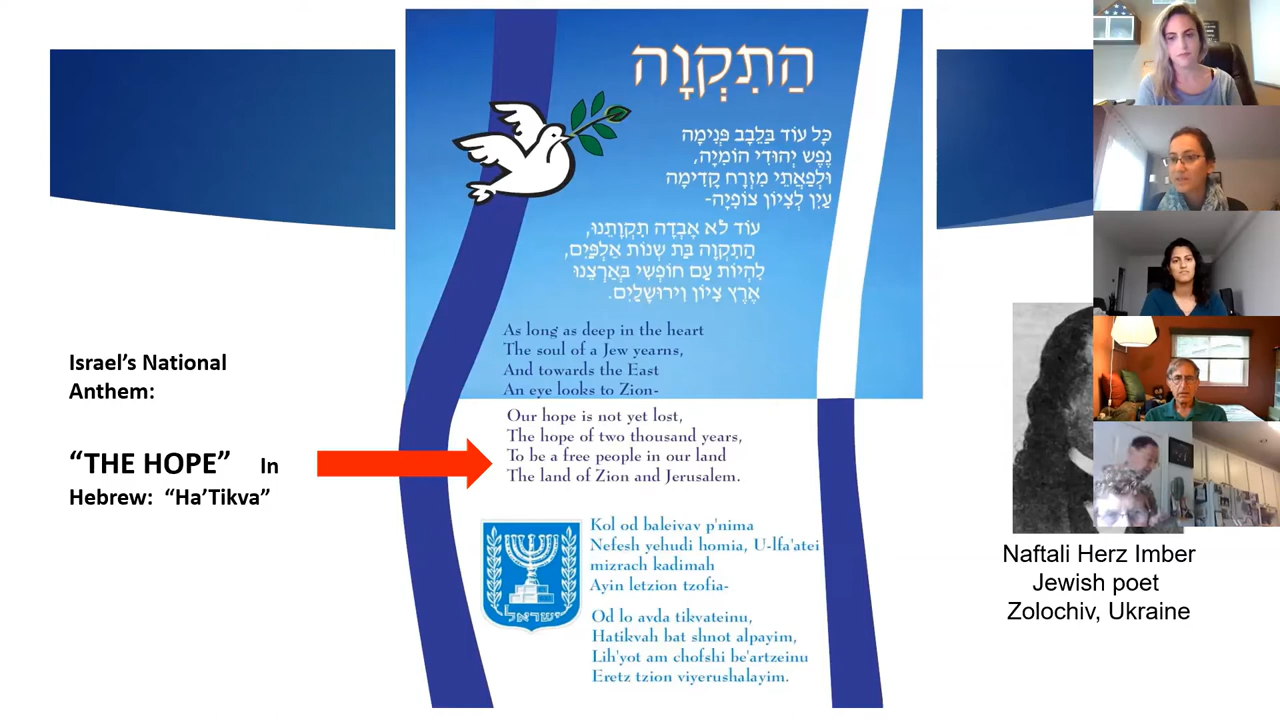 הַתִקְוָה
כָּל עוֹד בַּלֵבָב פְּנִימָה
נֶפֶש יְהוּדִי הוֹמִיָה,
וּלְפַאֲתֵי מִזְרָח קָדִימָה
עַיִן לְצִיוֹן צוֹפִיָה-
עוֹד לֹא אָבְדָה תִקְוָתֵנוּ,
הַתִקְוָה בַּת שְנוֹת אַלְפַּיִם,
לִהְיוֹת עַם חוֹפְשִי בְּאַרְצֵנוּ
אֶרֶץ צִיוֹן וִירוּשָלַיִם.
As long as deep in the heart
The soul of a Jew yearns,
And towards the East
An eye looks to Zion-
Our hope is not yet lost,
The hope of two thousand years,
To be a free people in our land
The land of Zion and Jerusalem.
Israel's National
Anthem:
"THE HOPE" In
Hebrew: "Ha'Tikva"
ישראל
Kol od baleivav p'nima
Nefesh yehudi homia, U-lfa'atei
mizrach kadimah
Ayin letzion tzofia-
Od lo avda tikvateinu,
Hatikvah bat shnot alpayim,
Lih'yot am chofshi be'artzeinu
Eretz tzion viyerushalayim.
Naftali Herz Imber
Jewish poet
Zolochiv, Ukraine